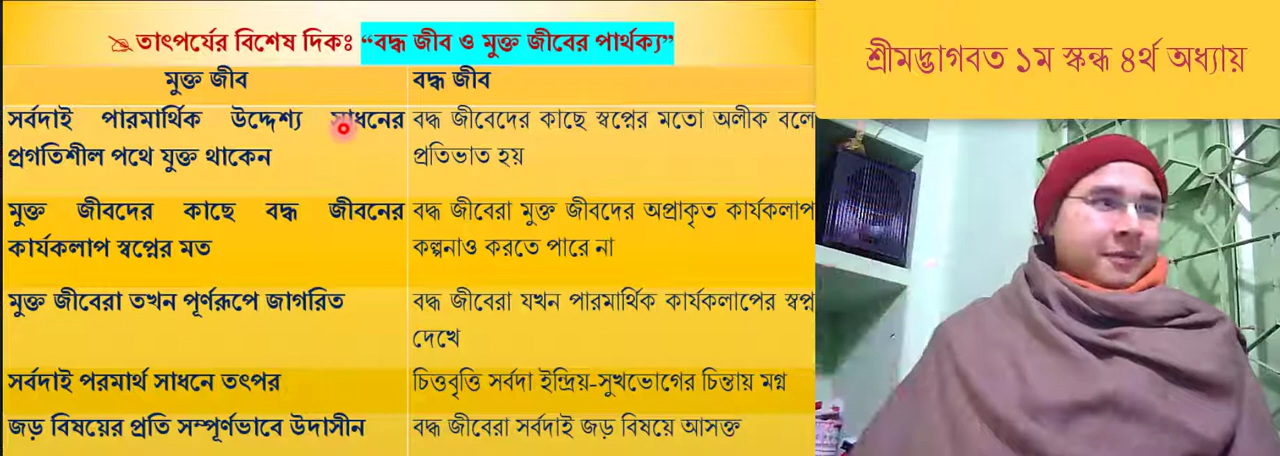 তাৎপর্যের বিশেষ দিকঃ “বদ্ধ জীব ও মুক্ত জীবের পার্থক্য”
মুক্ত জীব
বদ্ধ জীব
সর্বদাই পারমার্থিক উদ্দেশ্য সাধনের
প্রগতিশীল পথে যুক্ত থাকেন
বদ্ধ জীবেদের কাছে স্বপ্নের মতো অলীক বলে
প্রতিভাত হয়
মুক্ত জীবদের কাছে বদ্ধ জীবনের
কার্যকলাপ স্বপ্নের মত
বদ্ধ জীবেরা মুক্ত জীবদের অপ্রাকৃত কার্যকলাপ
কল্পনাও করতে পারে না
মুক্ত জীবেরা তখন পূর্ণরূপে জাগরিত
বদ্ধ জীবেরা যখন পারমার্থিক কার্যকলাপের স্বপ্ন
দেখে
সর্বদাই পরমার্থ সাধনে তৎপর
চিত্তবৃত্তি সর্বদা ইন্দ্রিয়-সুখভোগের চিন্তায় মগ্ন
জড় বিষয়ের প্রতি সম্পূর্ণভাবে উদাসীন
বদ্ধ জীবেরা সর্বদাই জড় বিষয়ে আসক্ত
শ্রীমদ্ভাগবত ১ম স্কন্ধ ৪র্থ অধ্যায়